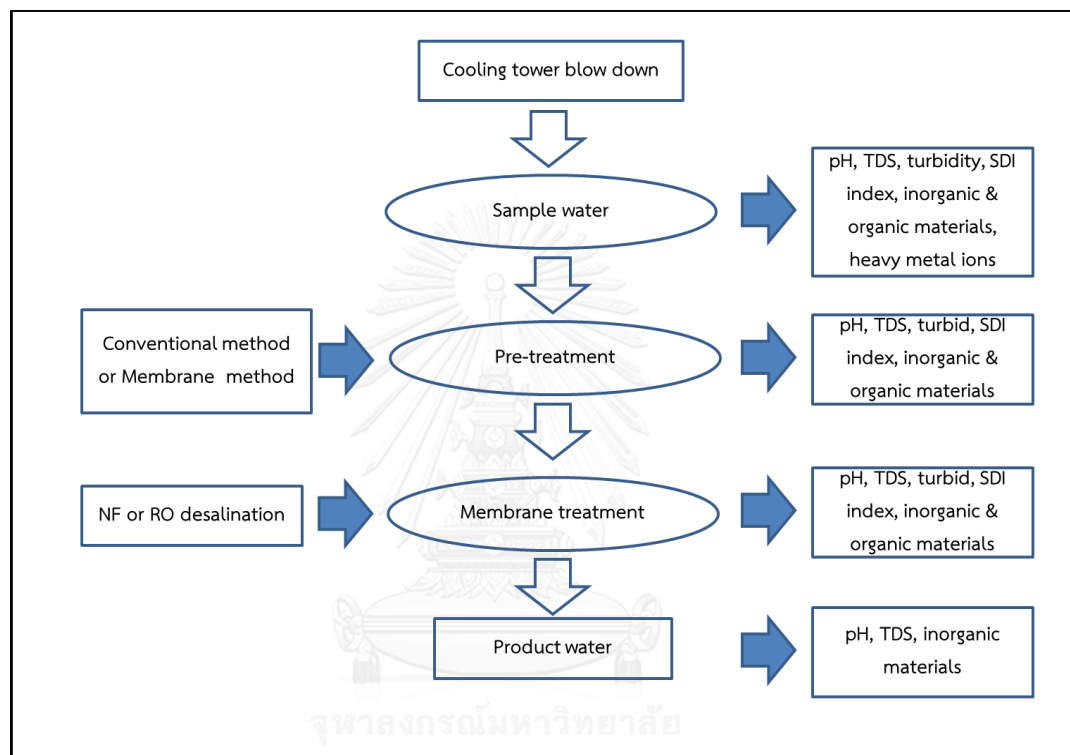 Cooling tower blow down
Sample water
pH, TDS, turbidity, SDI
index, inorganic &
organic materials,
heavy metal ions
Conventional method
or Membrane method
Pre-treatment
pH, TDS, turbid, SDI
index, inorganic &
organic materials
NF or RO desalination
Membrane treatment
pH, TDS, turbid, SDI
index, inorganic &
organic materials
Product water
pH, TDS, inorganic
materials
จุฬาลงกรณ์มหาวิทยาลัย